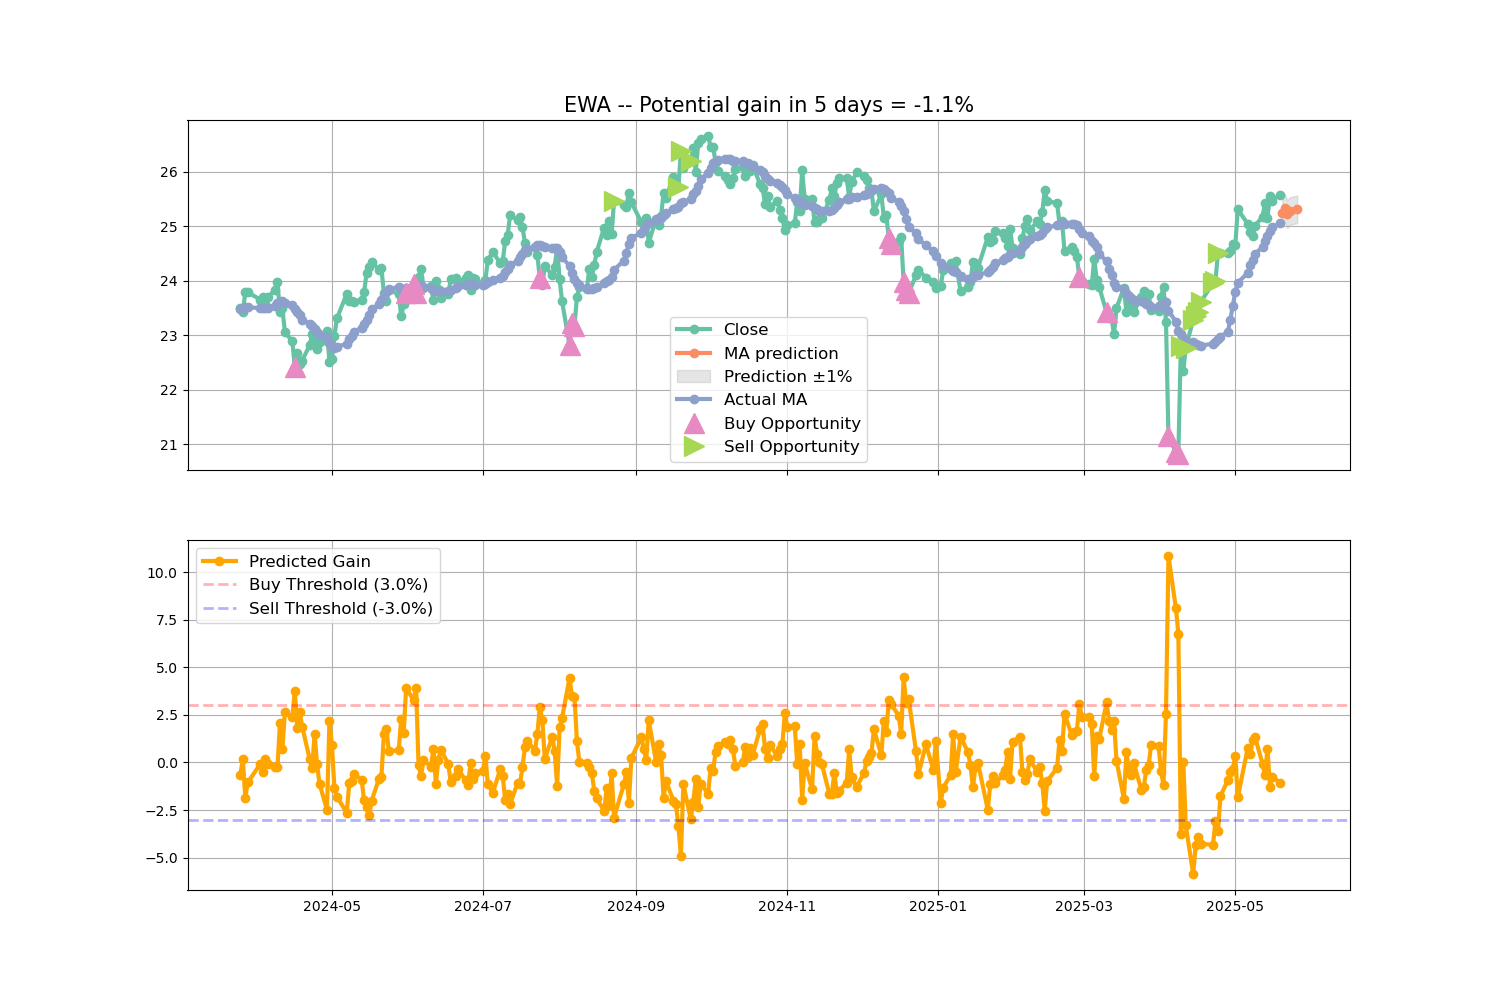 EWA -- Potential gain in 5 days = -1.1%
26
25
24
23
22
21
Close
MA prediction
Prediction ±1%
Actual MA
Buy Opportunity
Sell Opportunity
10.0
7.5
5.0
2.5
0.0
−2.5
−5.0
Predicted Gain
Buy Threshold (3.0%)
Sell Threshold (-3.0%)
2024-05 2024-07 2024-09 2024-11 2025-01 2025-03 2025-05